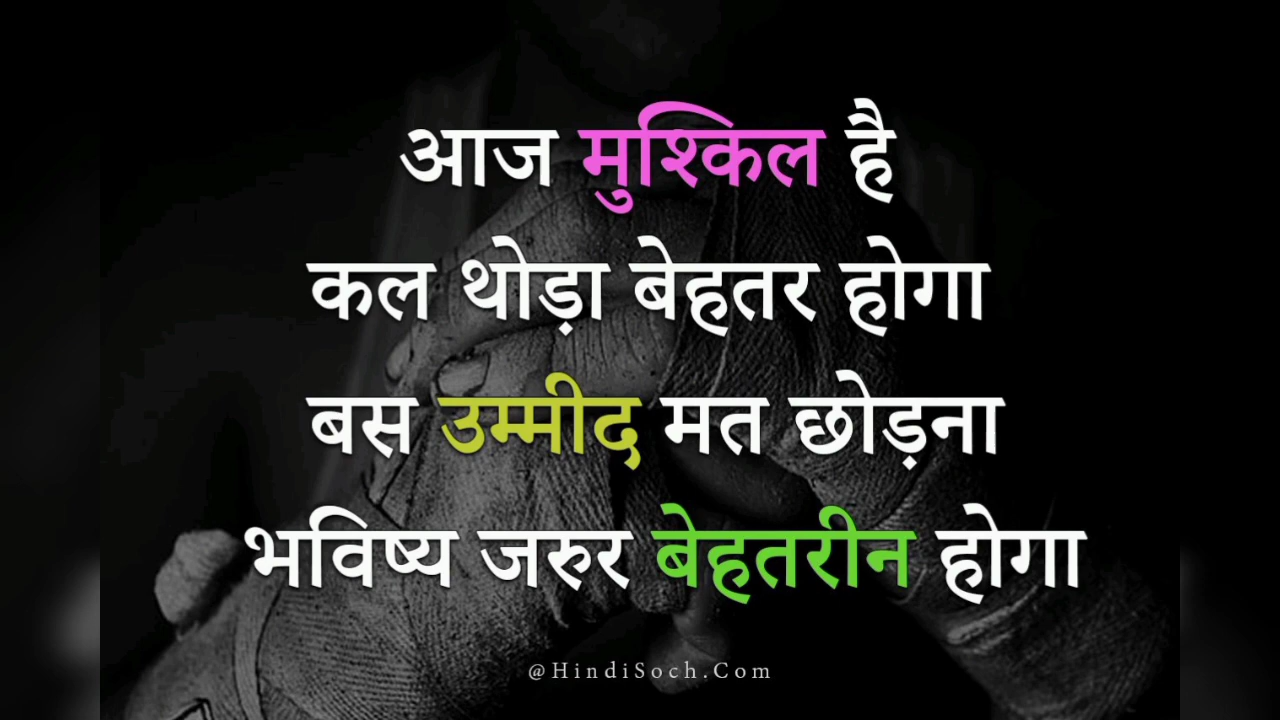 आज मुश्किल है
कल थोड़ा बेहतर होगा
बस उम्मीद मत छोड़ना
भविष्य जरुर बेहतरीन होगा
@HindiSoch.Com